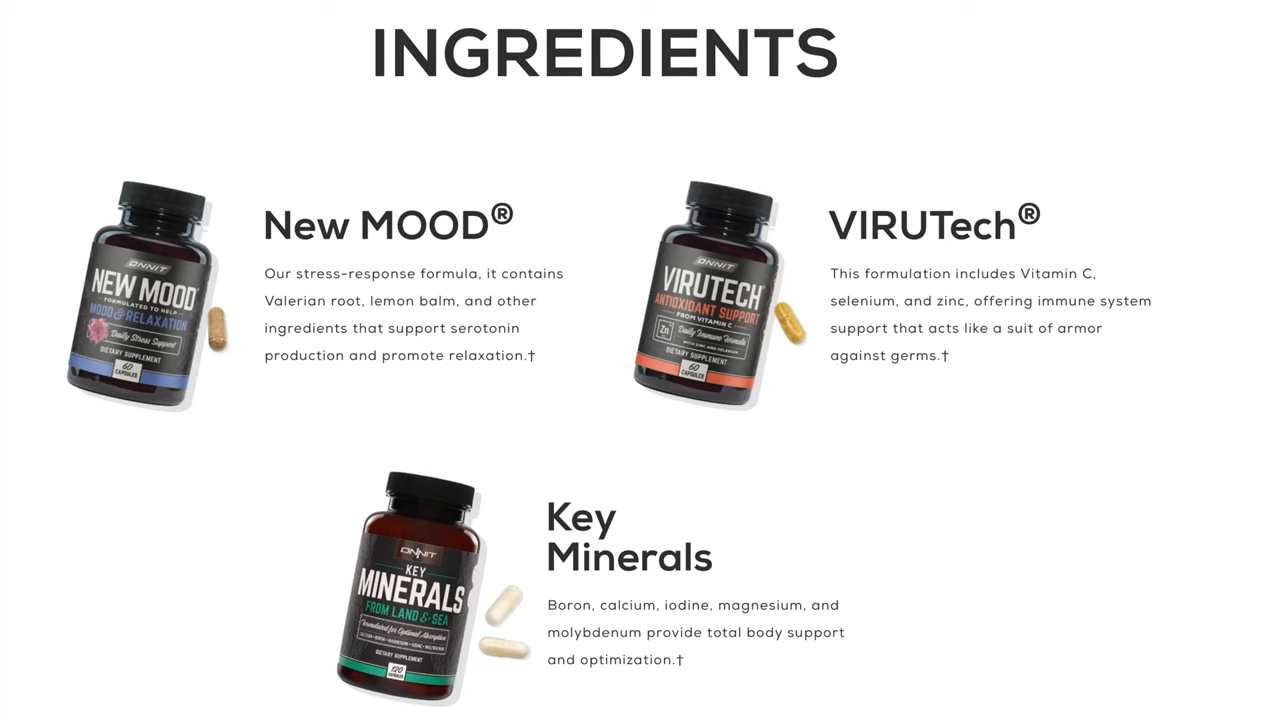 INGREDIENTS
New MOOD®
Our stress-response formula, it contains
Valerian root, lemon balm, and other
ingredients that support serotonin
production and promote relaxation.†
ONNIT
NEW MOOD®
FORMULATED TO HELP
MOOD & RELAXATION
Daily Stress Support
DIETARY SUPPLEMENT
60
CAPSULES
VIRUTech®
This formulation includes Vitamin C,
selenium, and zinc, offering immune system
support that acts like a suit of armor
against germs.†
ONNIT
VIRUTECH®
ANTIOXIDANT SUPPORT
FROM VITAMIN C
Zn
Daily Immune Formula
WITH ZINC AND SELENIUM
DIETARY SUPPLEMENT
60
CAPSULES
Key
Minerals
Boron, calcium, iodine, magnesium, and
molybdenum provide total body support
and optimization.†
ONNIT
KEY
MINERALS
FROM LAND & SEA
Formulated for Optimal Absorption
DIETARY SUPPLEMENT
120
CAPSULES